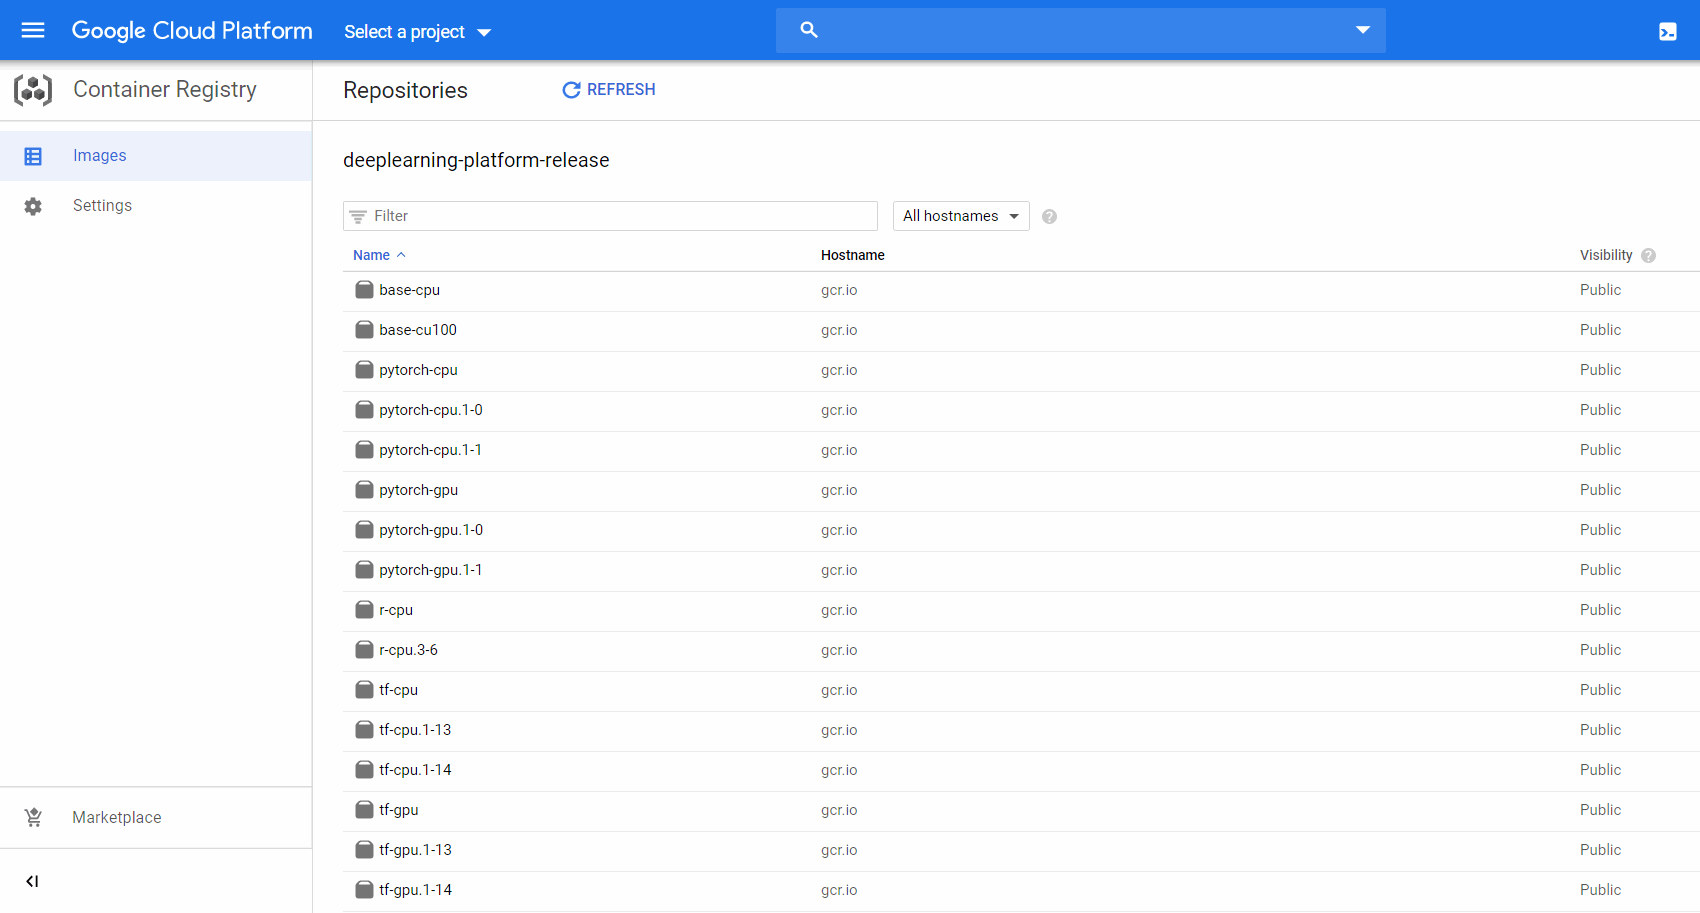 Google Cloud Platform Select a project
Container Registry
Repositories REFRESH
Images
Settings
deeplearning-platform-release
Filter All hostnames ?
Name Hostname Visibility ?
base-cpu gcr.io Public
base-cu100 gcr.io Public
pytorch-cpu gcr.io Public
pytorch-cpu.1-0 gcr.io Public
pytorch-cpu.1-1 gcr.io Public
pytorch-gpu gcr.io Public
pytorch-gpu.1-0 gcr.io Public
pytorch-gpu.1-1 gcr.io Public
r-cpu gcr.io Public
r-cpu.3-6 gcr.io Public
tf-cpu gcr.io Public
tf-cpu.1-13 gcr.io Public
tf-cpu.1-14 gcr.io Public
tf-gpu gcr.io Public
tf-gpu.1-13 gcr.io Public
tf-gpu.1-14 gcr.io Public
Marketplace